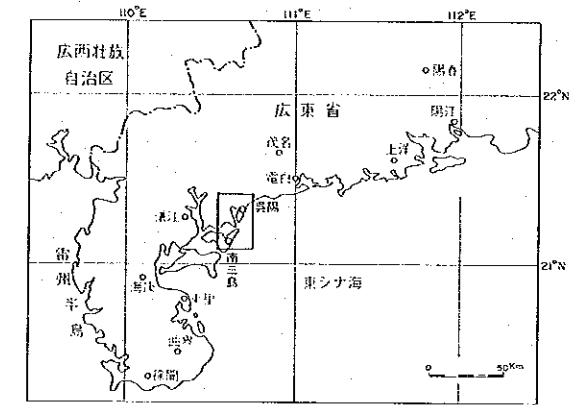 110°E
111°E
112°E
広西壮族
自治区
陽春
22°N
広東省
陽江
茂名
上洋
電白
湛江
呉陽
21°N
雷州半島
南三島
海康
東シナ海
徐聞
0
50Km